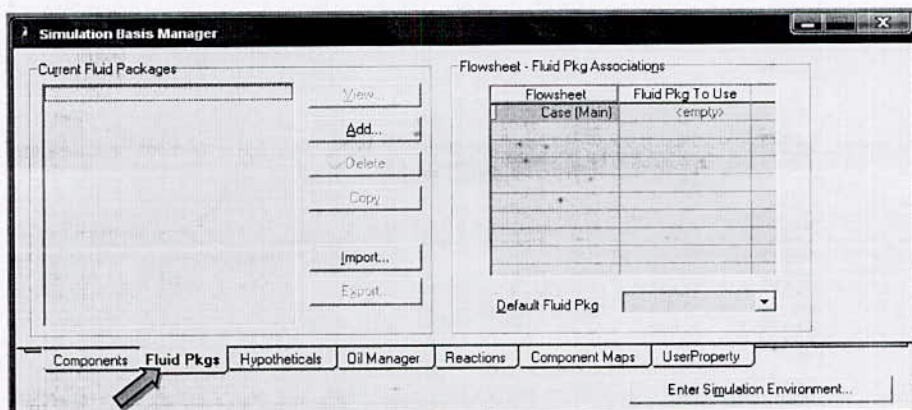 Simulation Basis Manager
Current Fluid Packages
View...
Add...
Delete
Copy
Import...
Export...
Flowsheet - Fluid Pkg Associations
Flowsheet Fluid Pkg To Use
Case (Main) <empty>
Default Fluid Pkg
Components Fluid Pkgs Hypotheticals Oil Manager Reactions Component Maps UserProperty
Enter Simulation Environment...